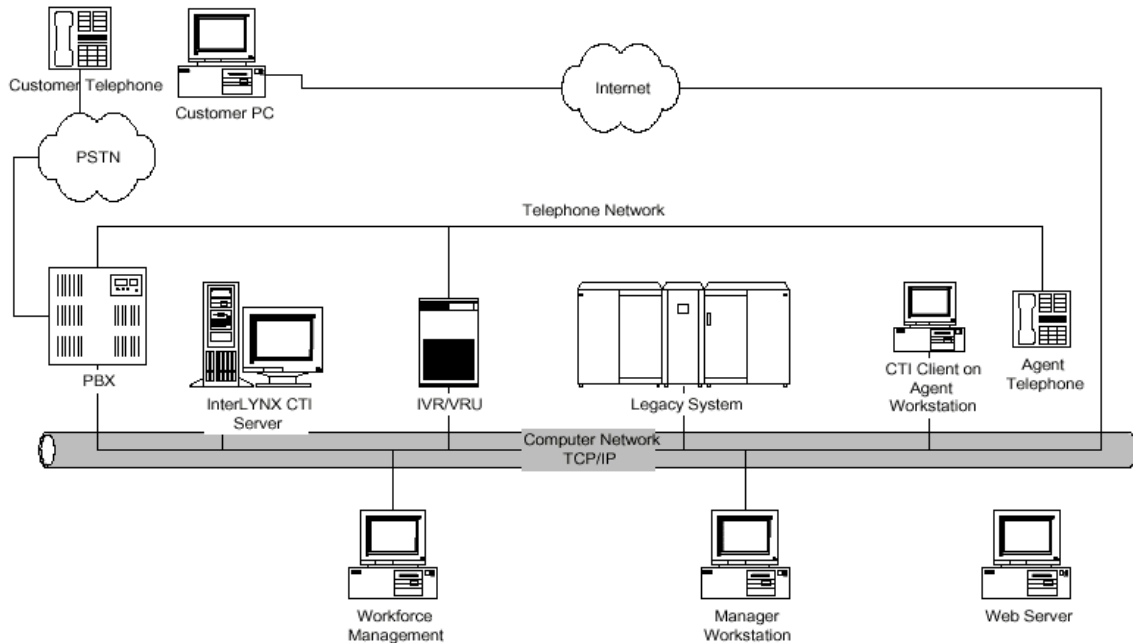 Customer Telephone
Customer PC
Internet
PSTN
Telephone Network
PBX
InterLYNX CTI
Server
IVR/VRU
Legacy System
CTI Client on
Agent
Workstation
Agent
Telephone
Computer Network
TCP/IP
Workforce
Management
Manager
Workstation
Web Server